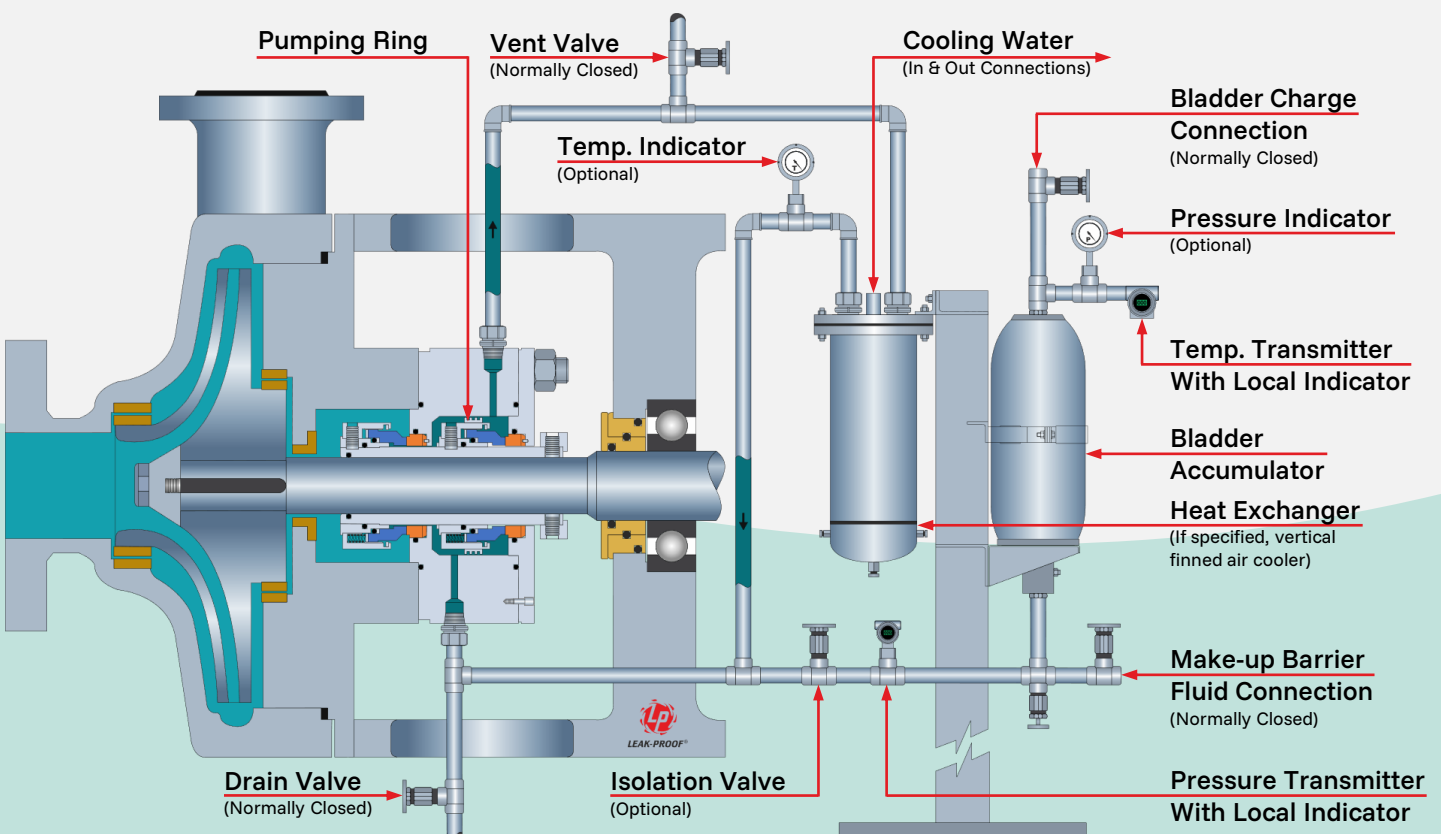 Pumping Ring
Vent Valve
(Normally Closed)
Cooling Water
(In & Out Connections)
Bladder Charge
Connection
(Normally Closed)
Temp. Indicator
(Optional)
T
Pressure Indicator
(Optional)
P
Temp. Transmitter
With Local Indicator
Bladder
Accumulator
Heat Exchanger
(If specified, vertical
finned air cooler)
Make-up Barrier
Fluid Connection
(Normally Closed)
Lp
LEAK-PROOF®
Drain Valve
(Normally Closed)
Isolation Valve
(Optional)
Pressure Transmitter
With Local Indicator